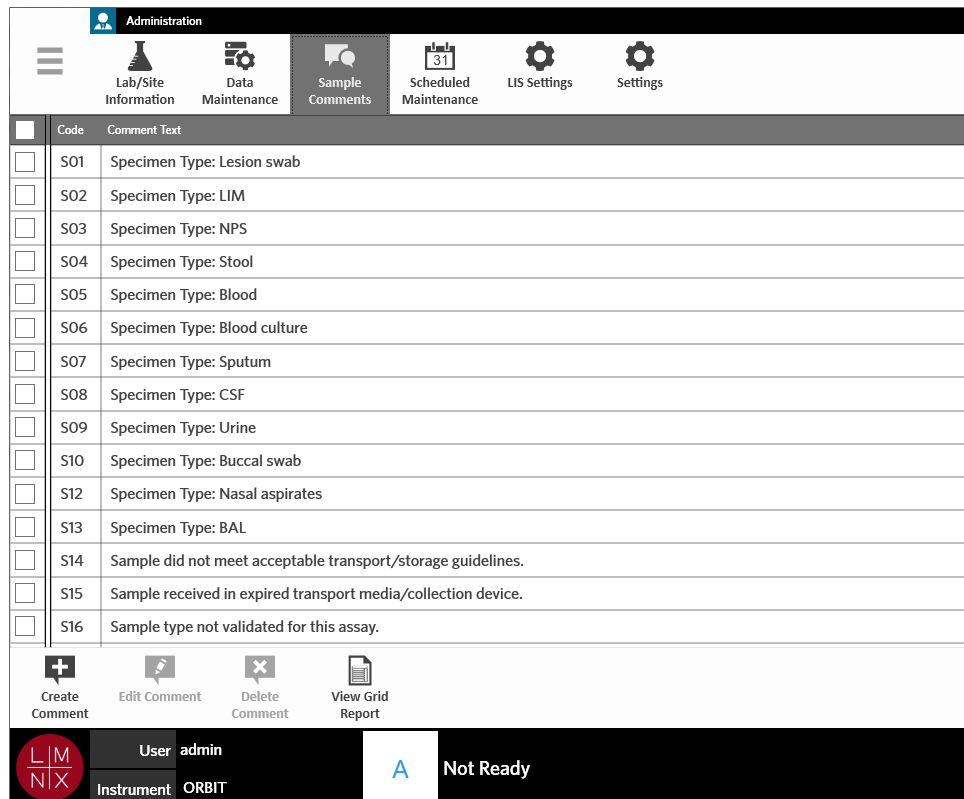 Administration
Lab/Site
Information
Data
Maintenance
Sample
Comments
31
Scheduled
Maintenance
LIS Settings
Settings
Code Comment Text
S01 Specimen Type: Lesion swab
S02 Specimen Type: LIM
S03 Specimen Type: NPS
S04 Specimen Type: Stool
S05 Specimen Type: Blood
S06 Specimen Type: Blood culture
S07 Specimen Type: Sputum
S08 Specimen Type: CSF
S09 Specimen Type: Urine
S10 Specimen Type: Buccal swab
S12 Specimen Type: Nasal aspirates
S13 Specimen Type: BAL
S14 Sample did not meet acceptable transport/storage guidelines.
S15 Sample received in expired transport media/collection device.
S16 Sample type not validated for this assay.
Create
Comment
Edit Comment
Delete
Comment
View Grid
Report
LM
NX
User admin
Instrument ORBIT
A Not Ready